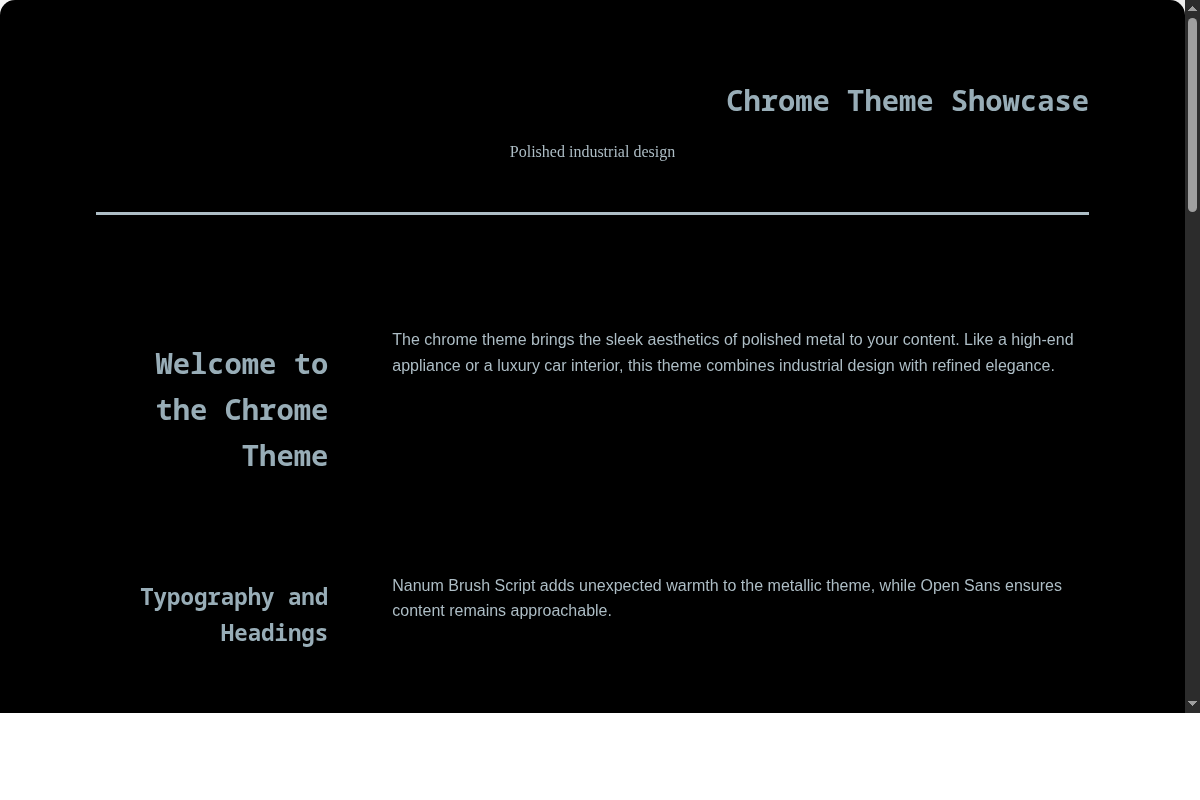 Chrome Theme Showcase
Polished industrial design
Welcome to
the Chrome
Theme
The chrome theme brings the sleek aesthetics of polished metal to your content. Like a high-end
appliance or a luxury car interior, this theme combines industrial design with refined elegance.
Typography and
Headings
Nanum Brush Script adds unexpected warmth to the metallic theme, while Open Sans ensures
content remains approachable.